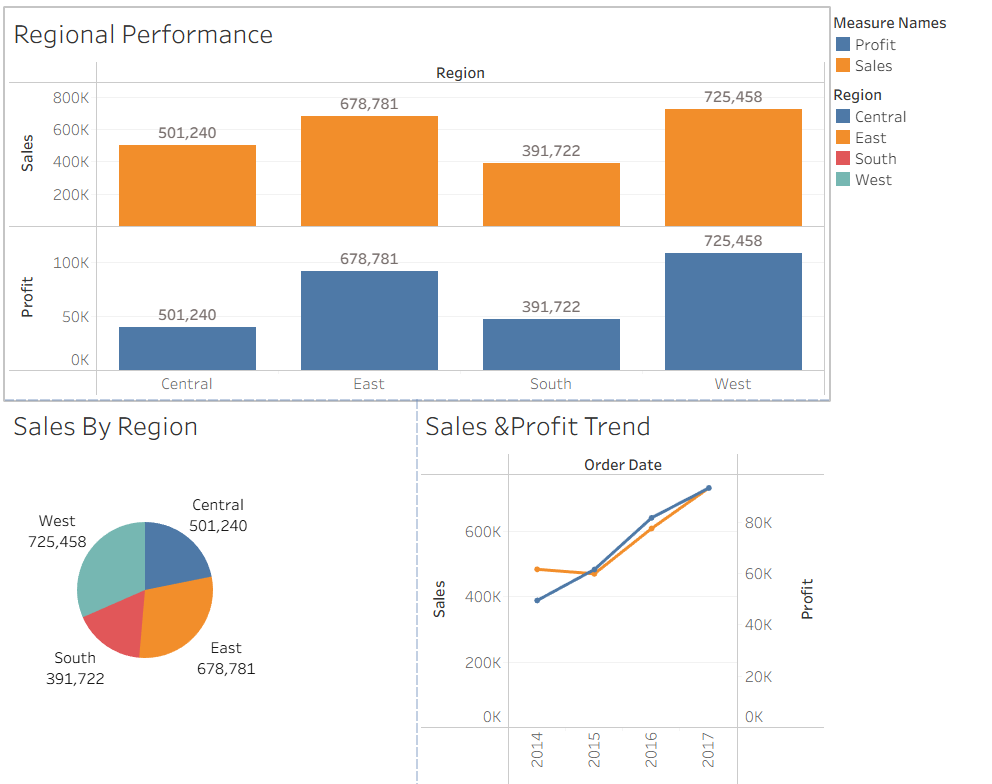 Regional Performance
Region
Sales
800K
600K
400K
200K
501,240
678,781
391,722
725,458
Profit
100K
50K
0K
501,240
678,781
391,722
725,458
Central
East
South
West
Measure Names
Profit
Sales
Region
Central
East
South
West
Sales By Region
Central
501,240
West
725,458
East
678,781
South
391,722
Sales &Profit Trend
Order Date
Sales
600K
400K
200K
0K
80K
60K
40K
20K
0K
Profit
2014
2015
2016
2017